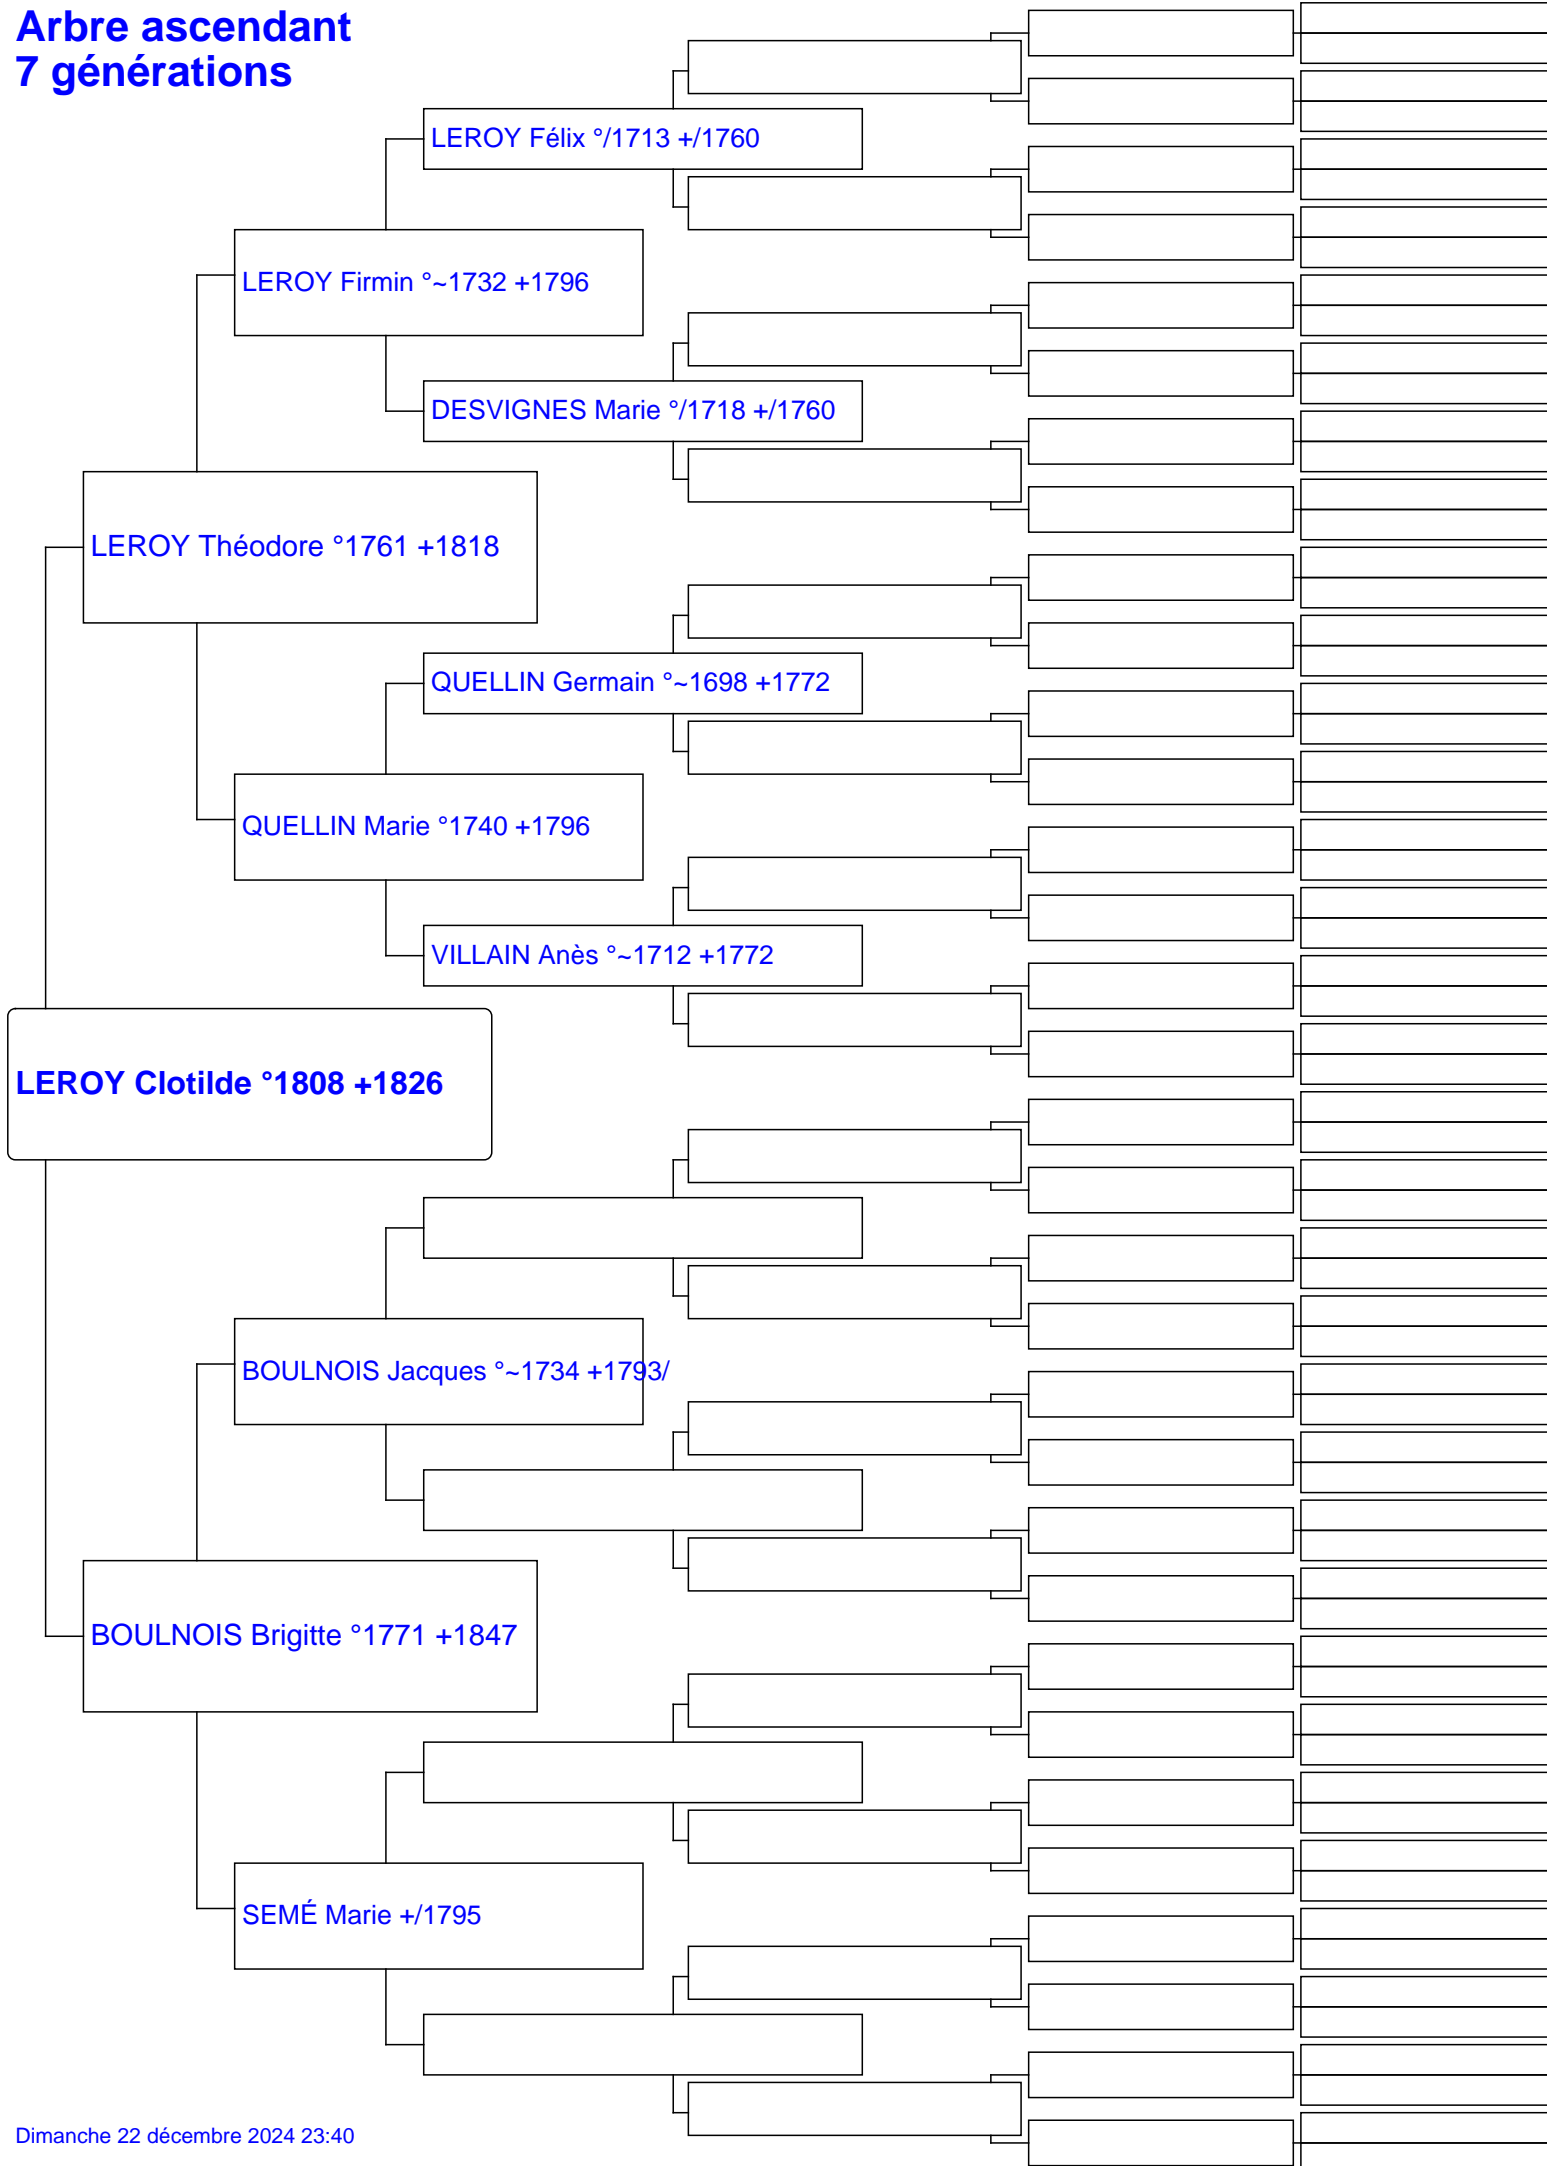 Arbre ascendant
7 générations
LEROY Félix °/1713 +/1760
LEROY Firmin °~1732 +1796
DESVIGNES Marie °/1718 +/1760
LEROY Théodore °1761 +1818
QUELLIN Germain °~1698 +1772
QUELLIN Marie °1740 +1796
VILLAIN Anès °~1712 +1772
LEROY Clotilde °1808 +1826
BOULNOIS Jacques °~1734 +1793/
BOULNOIS Brigitte °1771 +1847
SEMÉ Marie +/1795
Dimanche 22 décembre 2024 23:40